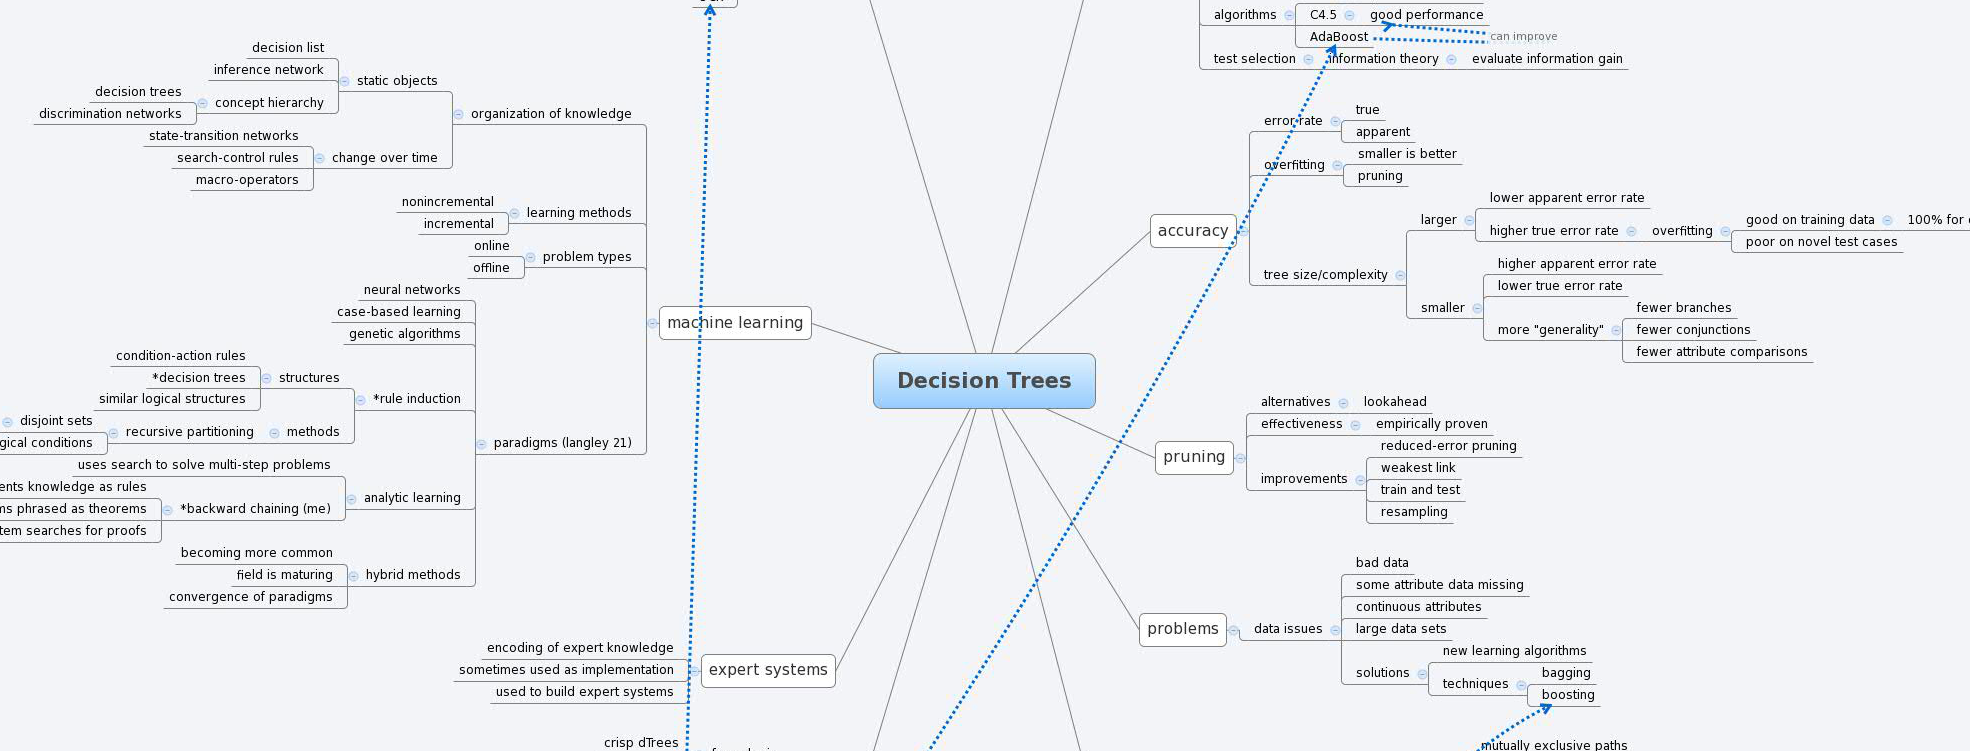 algorithms
C4.5
good performance
AdaBoost
can improve
test selection
information theory
evaluate information gain
decision list
inference network
static objects
decision trees
concept hierarchy
discrimination networks
organization of knowledge
state-transition networks
search-control rules
change over time
macro-operators
nonincremental
learning methods
incremental
online
problem types
offline
neural networks
case-based learning
genetic algorithms
machine learning
condition-action rules
*decision trees
structures
similar logical structures
*rule induction
disjoint sets
recursive partitioning
methods
conditions
paradigms (langley 21)
uses search to solve multi-step problems
knowledge as rules
analytic learning
phrased as theorems
*backward chaining (me)
searches for proofs
becoming more common
field is maturing
hybrid methods
convergence of paradigms
encoding of expert knowledge
sometimes used as implementation
expert systems
used to build expert systems
crisp dTrees
Decision Trees
true
error rate
apparent
smaller is better
overfitting
pruning
accuracy
lower apparent error rate
larger
higher true error rate
overfitting
good on training data
100% for
poor on novel test cases
tree size/complexity
higher apparent error rate
lower true error rate
smaller
fewer branches
more "generality"
fewer conjunctions
fewer attribute comparisons
alternatives
lookahead
effectiveness
empirically proven
pruning
reduced-error pruning
weakest link
improvements
train and test
resampling
bad data
some attribute data missing
continuous attributes
problems
data issues
large data sets
new learning algorithms
solutions
bagging
techniques
boosting
mutually exclusive paths